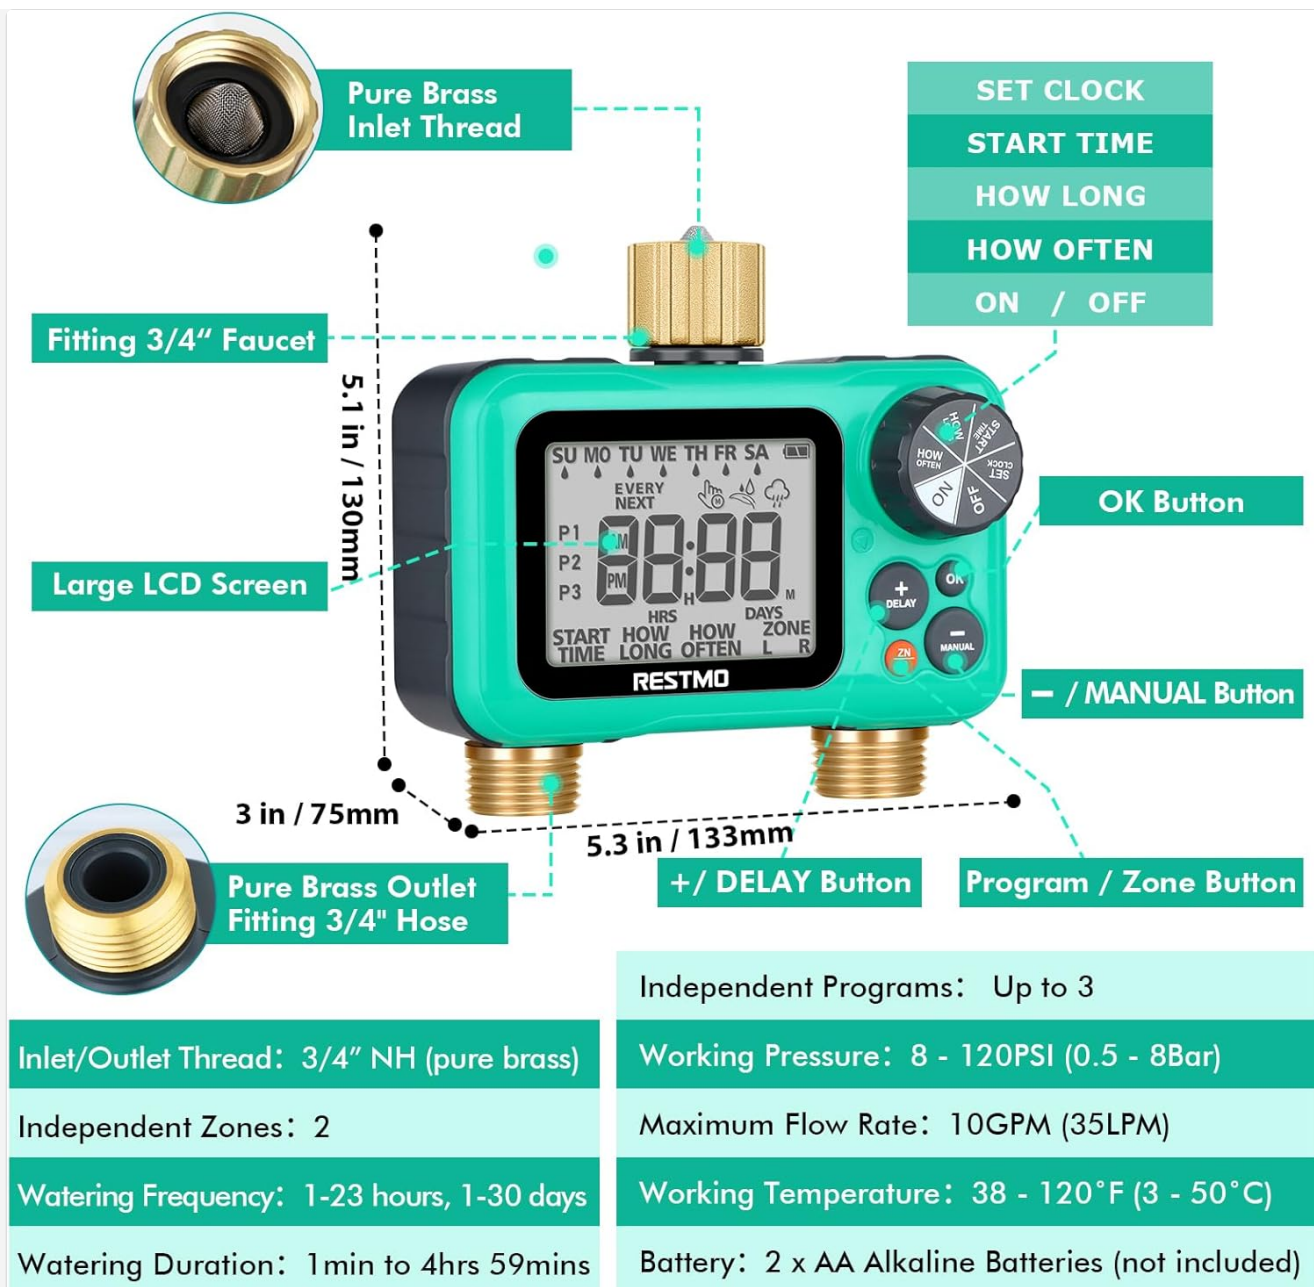 Pure Brass
Inlet Thread
SET CLOCK
START TIME
HOW LONG
HOW OFTEN
ON / OFF
Fitting 3/4“ Faucet
5.1 in / 130mm
HOW
START
TIME
SET
CLOCK
HOW
OFTEN
ON
OFF
SU MO TU WE TH FR SA
EVERY
NEXT
M
P1
P2
P3
PM
88:88
H
M
HRS
DAYS
START
TIME
HOW
LONG
HOW
OFTEN
ZONE
L R
RESTMO
+
DELAY
OK
ZN
–
MANUAL
OK Button
Large LCD Screen
– / MANUAL Button
3 in / 75mm
5.3 in / 133mm
+/ DELAY Button
Program / Zone Button
Pure Brass Outlet
Fitting 3/4" Hose
Inlet/Outlet Thread: 3/4” NH (pure brass)
Independent Zones: 2
Watering Frequency: 1-23 hours, 1-30 days
Watering Duration: 1min to 4hrs 59mins
Independent Programs: Up to 3
Working Pressure: 8 - 120PSI (0.5 - 8Bar)
Maximum Flow Rate: 10GPM (35LPM)
Working Temperature: 38 - 120°F (3 - 50°C)
Battery: 2 x AA Alkaline Batteries (not included)